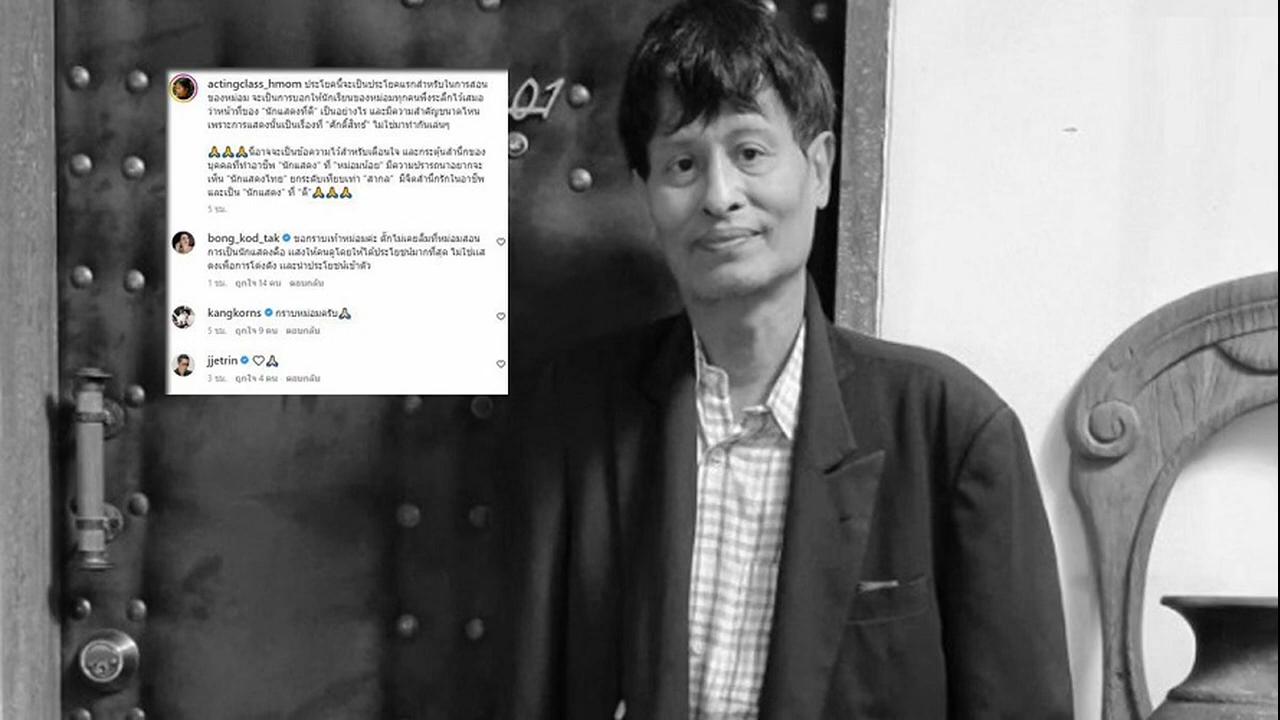 actingclass_hmom ประโยคนี้จะเป็นประโยคแรกสำหรับในการสอน
ของหม่อม จะเป็นการบอกให้นักเรียนของหม่อมทุกคนพึงระลึกไว้เสมอ
ว่าหน้าที่ของ "นักแสดงที่ดี" เป็นอย่างไร และมีความสำคัญขนาดไหน
เพราะการแสดงนั้นเป็นเรื่องที่ "ศักดิ์สิทธ์" ไม่ใช่มาทำกันเล่นๆ
🙏🙏🙏นี่อาจจะเป็นข้อความไว้สำหรับเตือนใจ และกระตุ้นสำนึกของ
บุคคลที่ทำอาชีพ "นักแสดง" ที่ "หม่อมน้อย" มีความปรารถนาอยากจะ
เห็น "นักแสดงไทย" ยกระดับเทียบเท่า "สากล" มีจิตสำนึกรักในอาชีพ
และเป็น "นักแสดง" ที่ "ดี"🙏🙏🙏
5 ชม.
bong_kod_tak ขอกราบเท้าหม่อมค่ะ ตั๊กไม่เคยลืมที่หม่อมสอน
การเป็นนักแสดงคือ แสงให้คนดูโดยให้ได้ประโยชน์มากที่สุด ไม่ใช่แส
ดงเพื่อการโด่งดัง และนำประโยชน์เข้าตัว
1 ชม. ถูกใจ 14 คน ตอบกลับ
kangkorns กราบหม่อมครับ🙏
5 ชม. ถูกใจ 9 คน ตอบกลับ
jjetrin ♡🙏
3 ชม. ถูกใจ 4 คน ตอบกลับ
01